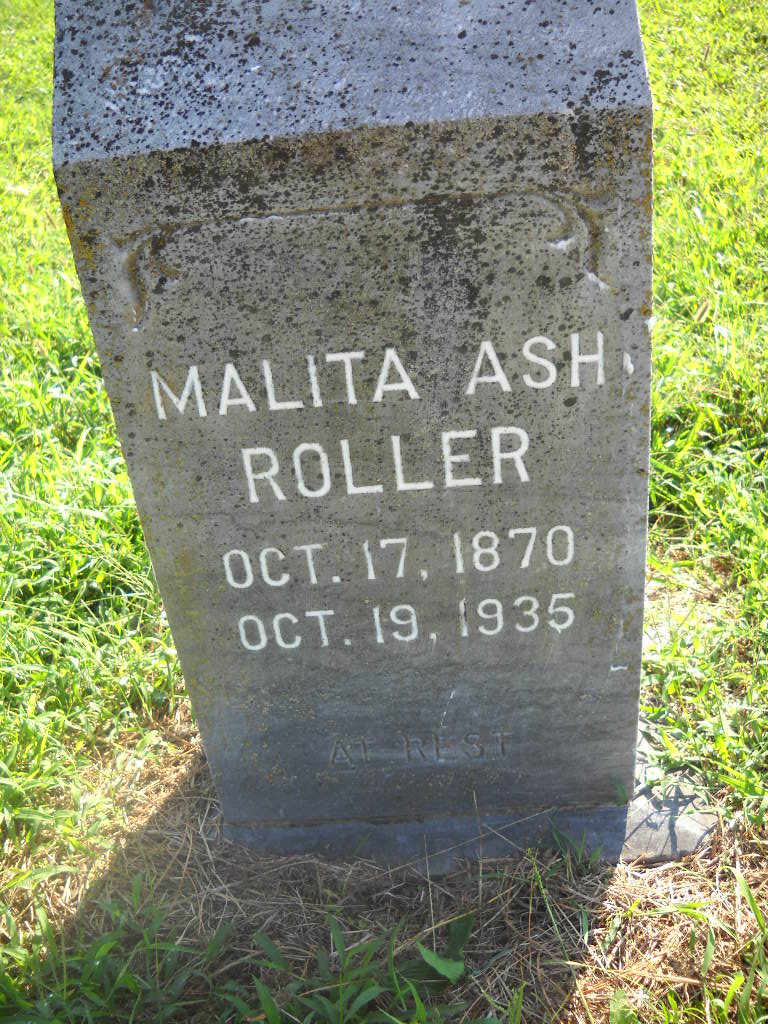 MALITA ASH
ROLLER
OCT. 17, 1870
OCT. 19, 1935
AT REST